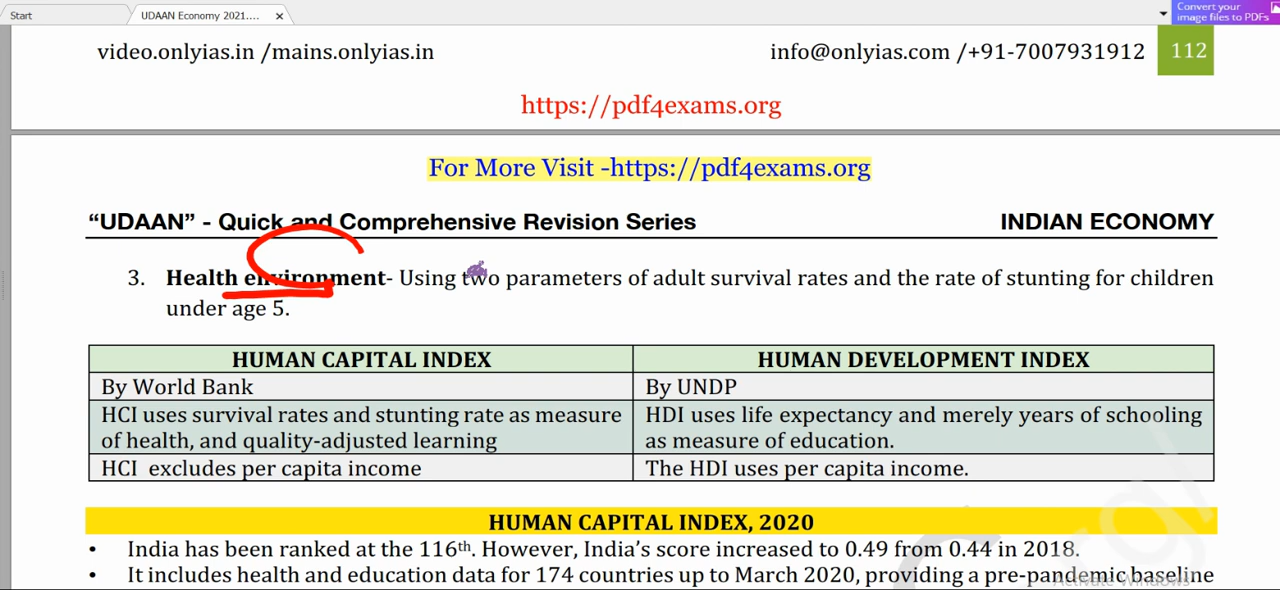 Start
UDAAN Economy 2021.... ×
Convert your
image files to PDFs
video.onlyias.in /mains.onlyias.in
info@onlyias.com /+91-7007931912
112
https://pdf4exams.org
For More Visit -https://pdf4exams.org
“UDAAN” - Quick and Comprehensive Revision Series
INDIAN ECONOMY
3. Health environment- Using two parameters of adult survival rates and the rate of stunting for children
under age 5.
HUMAN CAPITAL INDEX
HUMAN DEVELOPMENT INDEX
By World Bank
By UNDP
HCI uses survival rates and stunting rate as measure
of health, and quality-adjusted learning
HDI uses life expectancy and merely years of schooling
as measure of education.
HCI excludes per capita income
The HDI uses per capita income.
HUMAN CAPITAL INDEX, 2020
• India has been ranked at the 116th. However, India’s score increased to 0.49 from 0.44 in 2018.
• It includes health and education data for 174 countries up to March 2020, providing a pre-pandemic baseline
Activate Windows